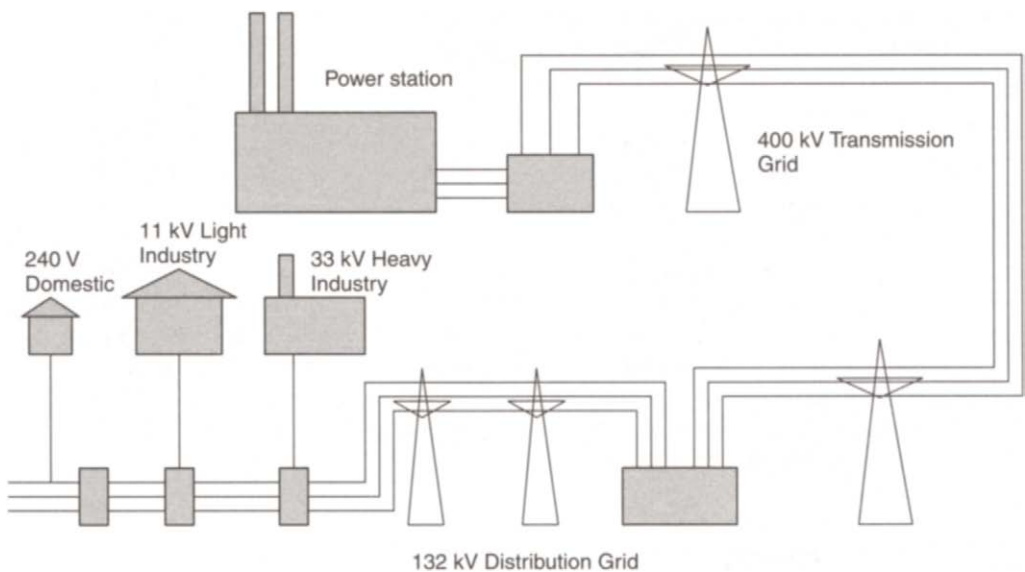 Power station
400 kV Transmission
Grid
11 kV Light
Industry
240 V
Domestic
33 kV Heavy
Industry
132 kV Distribution Grid